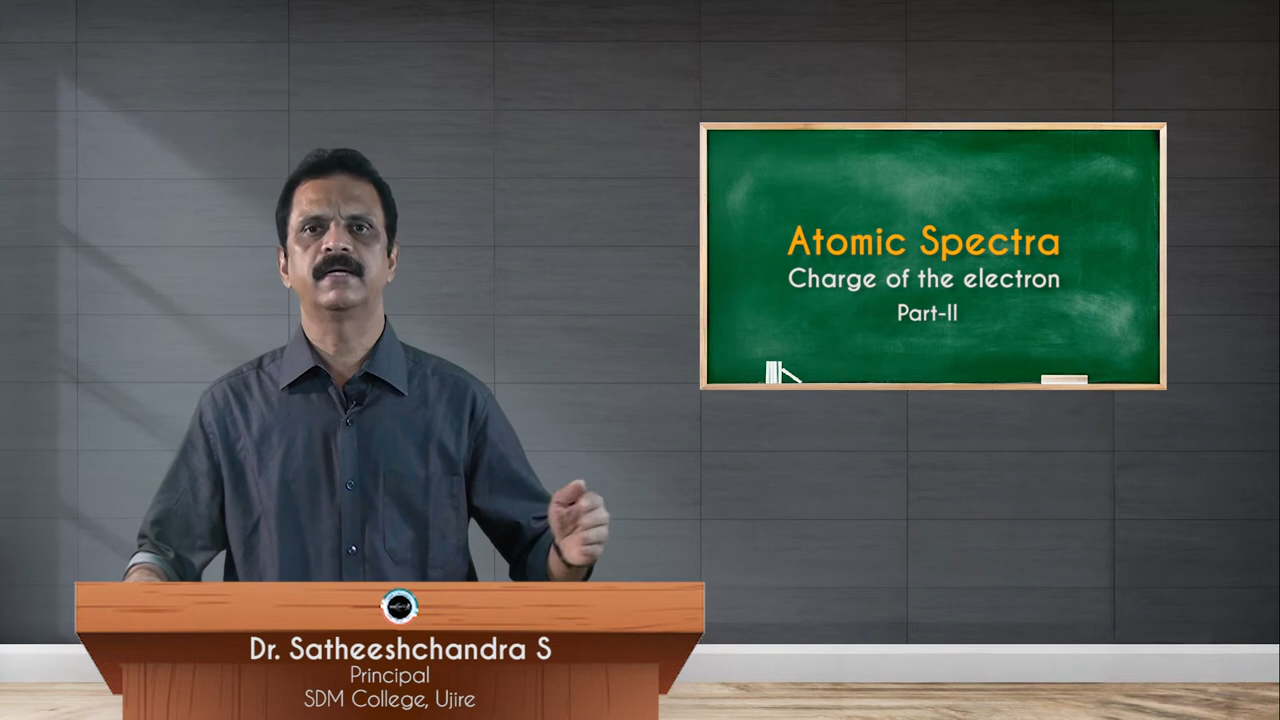 Atomic Spectra
Charge of the electron
Part-II
Dr. Satheeshchandra S
Principal
SDM College, Ujire